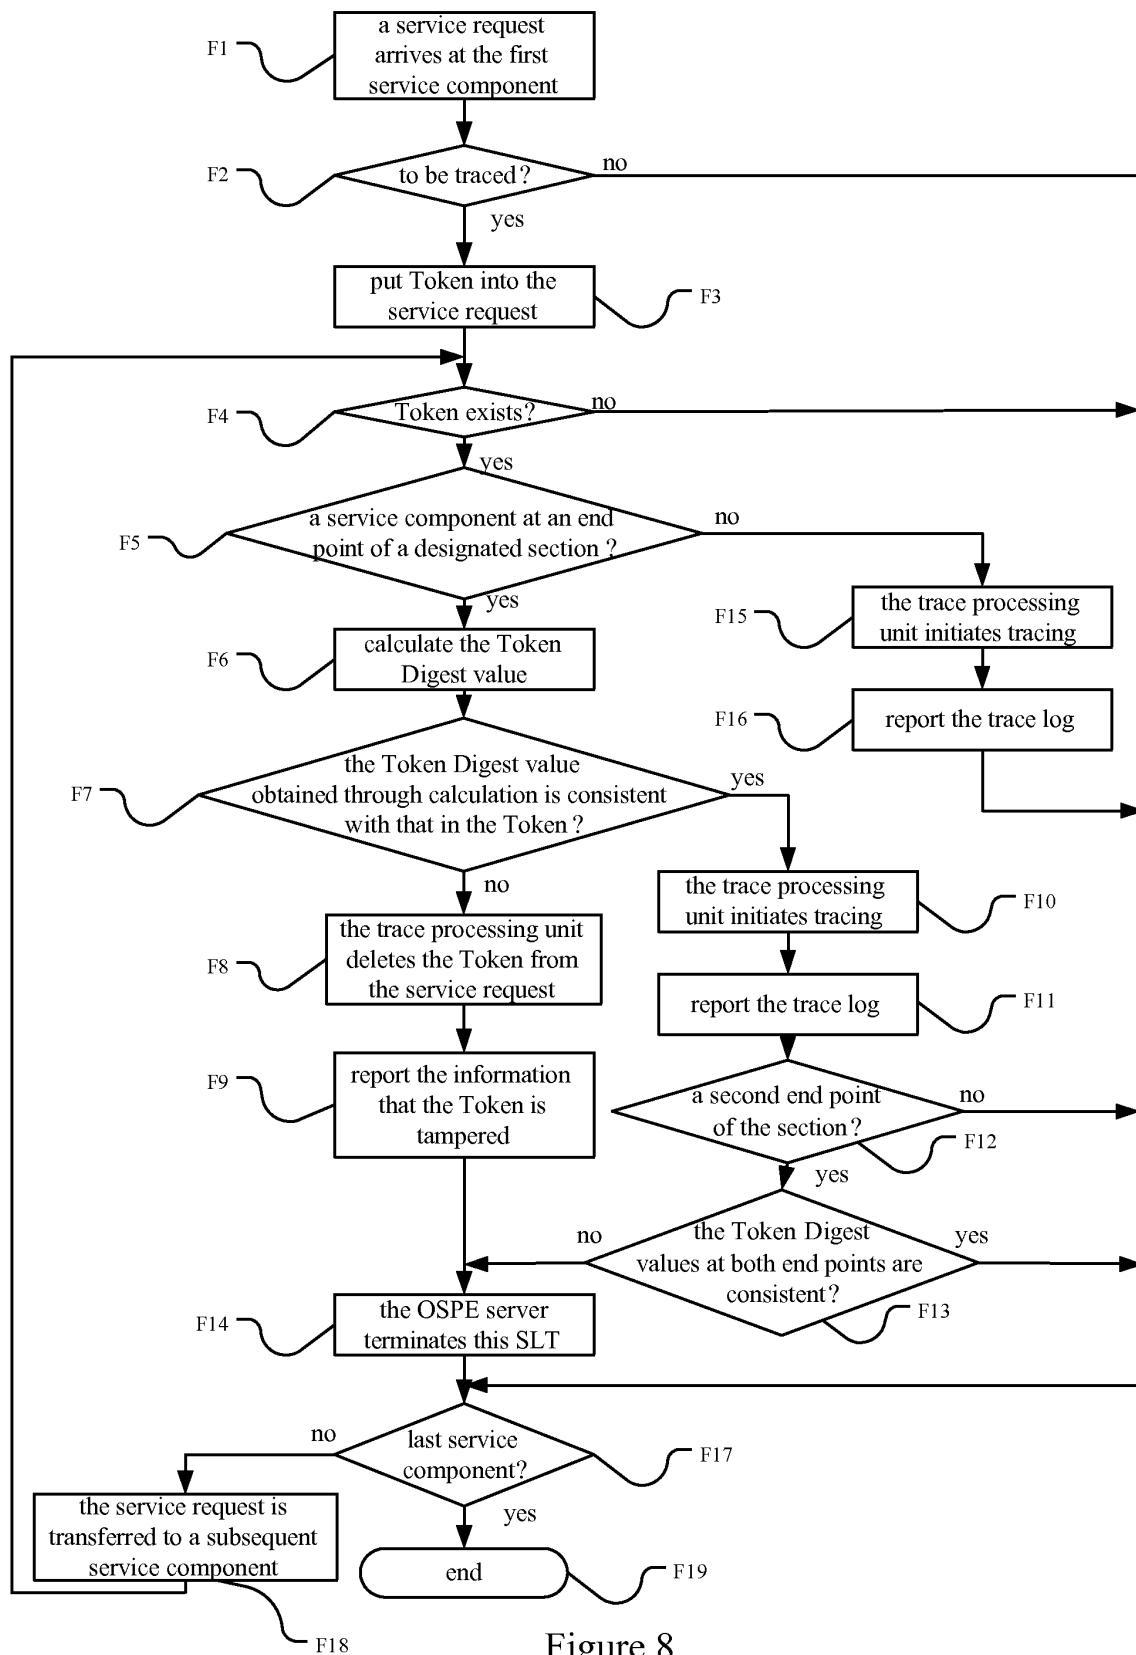 a service request
arrives at the first
service component
F1
to be traced?
F2
no
yes
put Token into the
service request
F3
Token exists?
F4
no
yes
a service component at an end
point of a designated section?
F5
no
yes
the trace processing
unit initiates tracing
F15
calculate the Token
Digest value
F6
report the trace log
F16
the Token Digest value
obtained through calculation is consistent
with that in the Token?
F7
yes
no
the trace processing
unit initiates tracing
F10
the trace processing unit
deletes the Token from
the service request
F8
report the trace log
F11
report the information
that the Token is
tampered
F9
a second end point
of the section?
no
F12
yes
the Token Digest
values at both end points are
consistent?
no
yes
F13
the OSPE server
terminates this SLT
F14
last service
component?
no
F17
yes
the service request is
transferred to a subsequent
service component
F18
end
F19
Figure 8